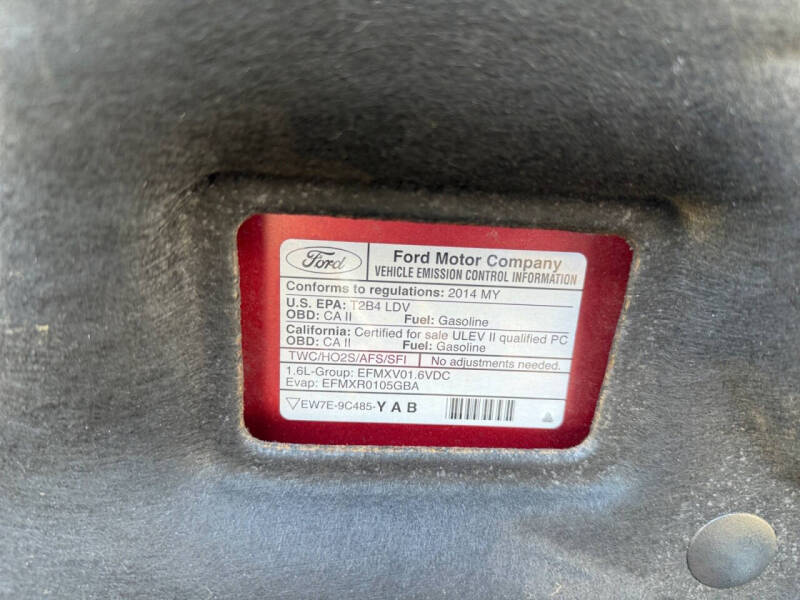 Ford
Ford Motor Company
VEHICLE EMISSION CONTROL INFORMATION
Conforms to regulations: 2014 MY
U.S. EPA: T2B4 LDV
OBD: CA II Fuel: Gasoline
California: Certified for sale ULEV II qualified PC
OBD: CA II Fuel: Gasoline
TWC/HO2S/AFS/SFI No adjustments needed.
1.6L-Group: EFMXV01.6VDC
Evap: EFMXR0105GBA
EW7E-9C485-YAB